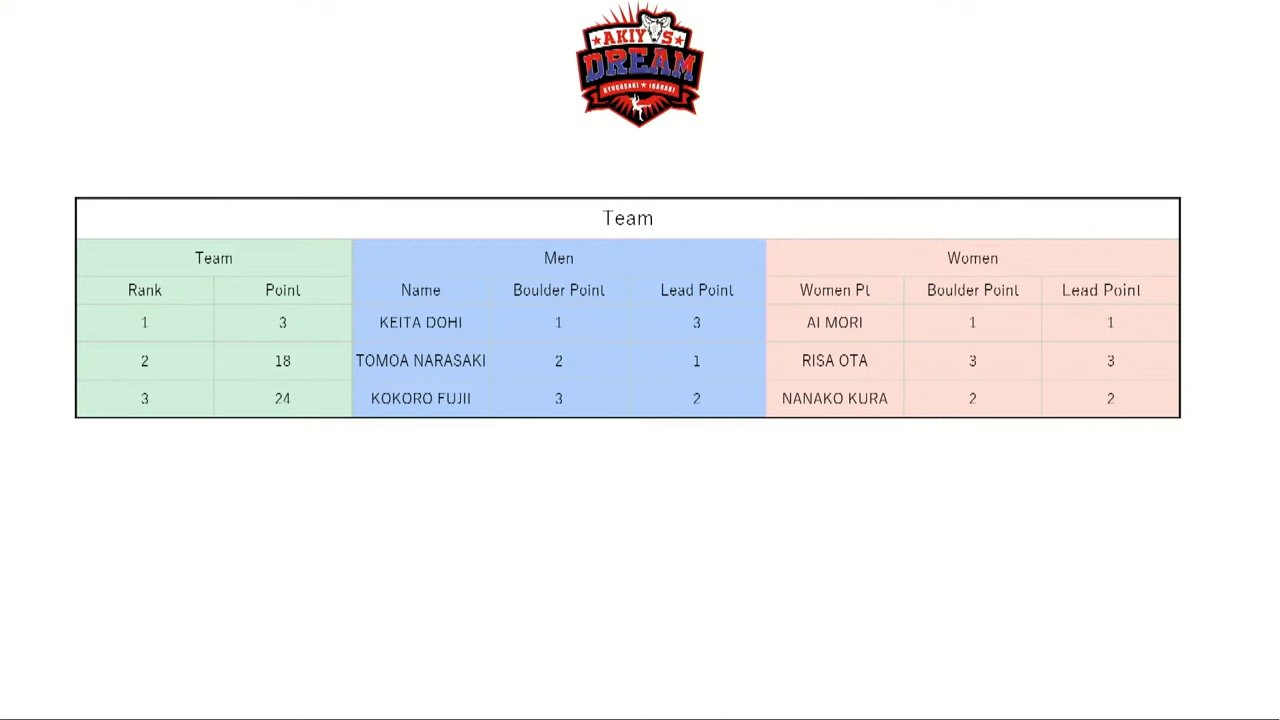 AKIYO'S
DREAM
RYUGASAKI ★ IBARAKI
Team
Team Men Women
Rank Point Name Boulder Point Lead Point Women Pt Boulder Point Lead Point
1 3 KEITA DOHI 1 3 AI MORI 1 1
2 18 TOMOA NARASAKI 2 1 RISA OTA 3 3
3 24 KOKORO FUJII 3 2 NANAKO KURA 2 2